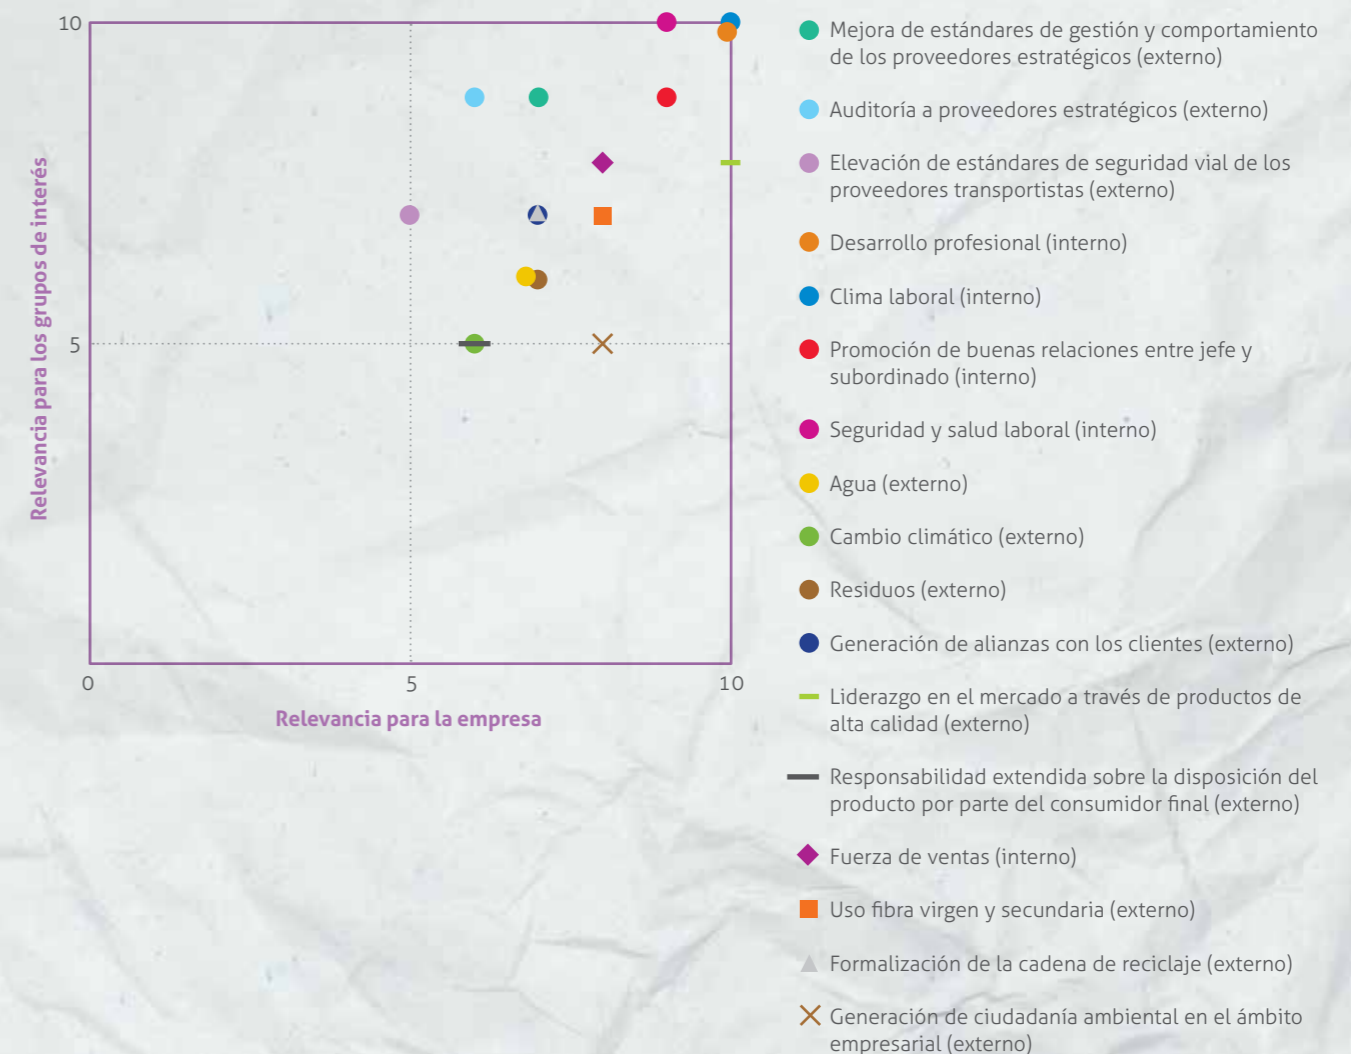 10
5
0
5
10
Relevancia para los grupos de interés
Relevancia para la empresa
Mejora de estándares de gestión y comportamiento
de los proveedores estratégicos (externo)
Auditoría a proveedores estratégicos (externo)
Elevación de estándares de seguridad vial de los
proveedores transportistas (externo)
Desarrollo profesional (interno)
Clima laboral (interno)
Promoción de buenas relaciones entre jefe y
subordinado (interno)
Seguridad y salud laboral (interno)
Agua (externo)
Cambio climático (externo)
Residuos (externo)
Generación de alianzas con los clientes (externo)
Liderazgo en el mercado a través de productos de
alta calidad (externo)
Responsabilidad extendida sobre la disposición del
producto por parte del consumidor final (externo)
Fuerza de ventas (interno)
Uso fibra virgen y secundaria (externo)
Formalización de la cadena de reciclaje (externo)
Generación de ciudadanía ambiental en el ámbito
empresarial (externo)